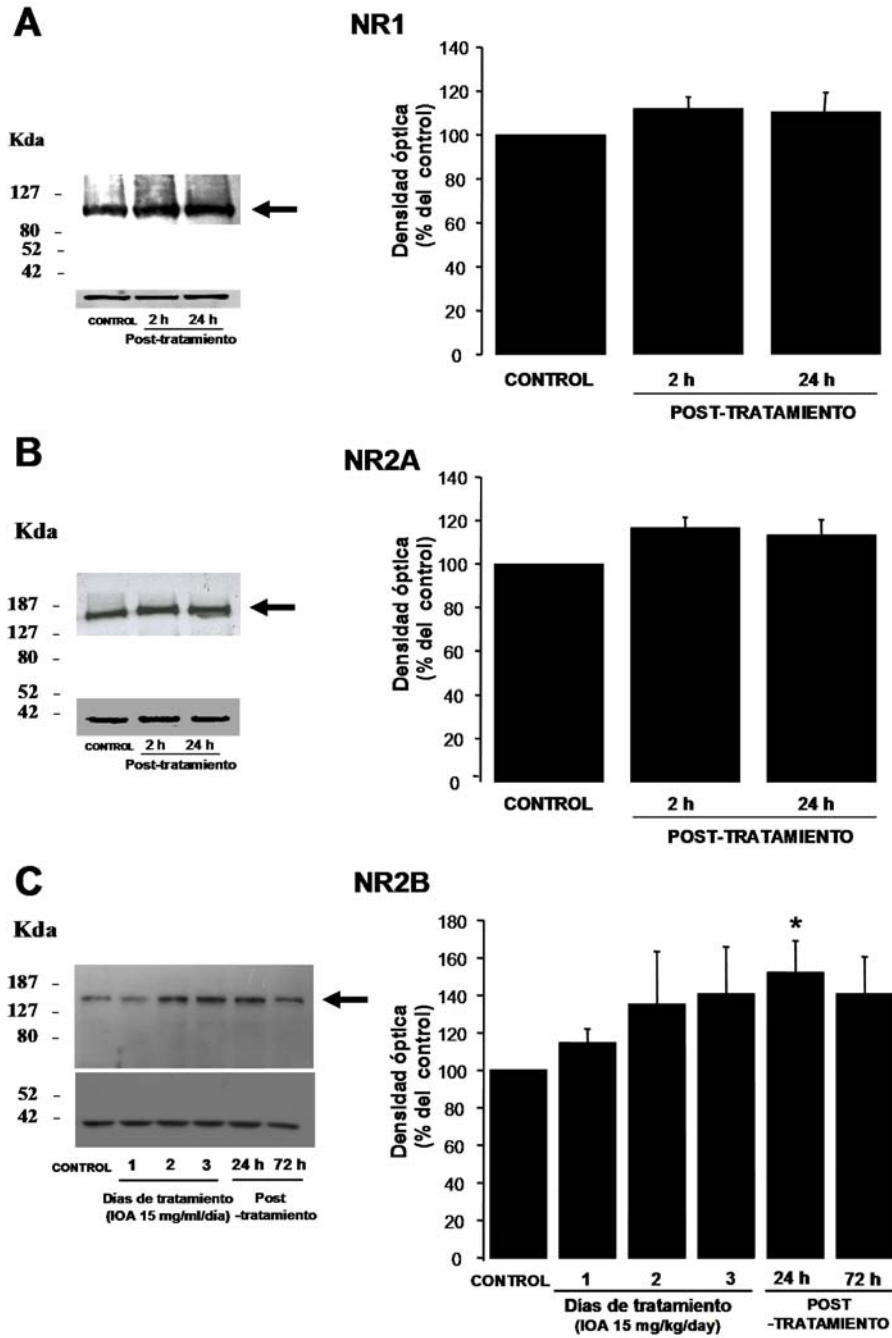 A
NR1
Kda
127 -
80 -
52 -
42 -
CONTROL 2 h 24 h
Post-tratamiento
Densidad óptica
(% del control)
140
120
100
80
60
40
20
0
CONTROL 2 h 24 h
POST-TRATAMIENTO
B
NR2A
Kda
187 -
127 -
80 -
52 -
42 -
CONTROL 2 h 24 h
Post-tratamiento
Densidad óptica
(% del control)
140
120
100
80
60
40
20
0
CONTROL 2 h 24 h
POST-TRATAMIENTO
C
NR2B
Kda
187 -
127 -
80 -
52 -
42 -
CONTROL 1 2 3 24 h 72 h
Días de tratamiento
(IOA 15 mg/ml/día)
Post
-tratamiento
Densidad óptica
(% del control)
180
160
140
120
100
80
60
40
20
0
*
CONTROL 1 2 3 24 h 72 h
Días de tratamiento
(IOA 15 mg/kg/day)
POST
-TRATAMIENTO